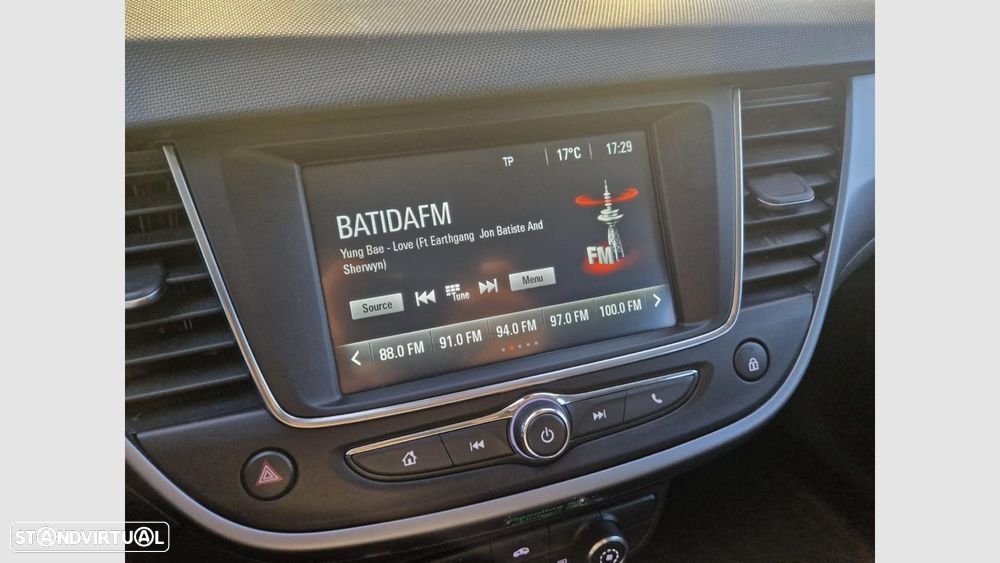 TP 17°C 17:29
BATIDAFM
Yung Bae - Love (Ft Earthgang Jon Batiste And
Sherwyn)
FM
Source Tune Menu
88.0 FM 91.0 FM 94.0 FM 97.0 FM 100.0 FM
STANDVIRTUAL